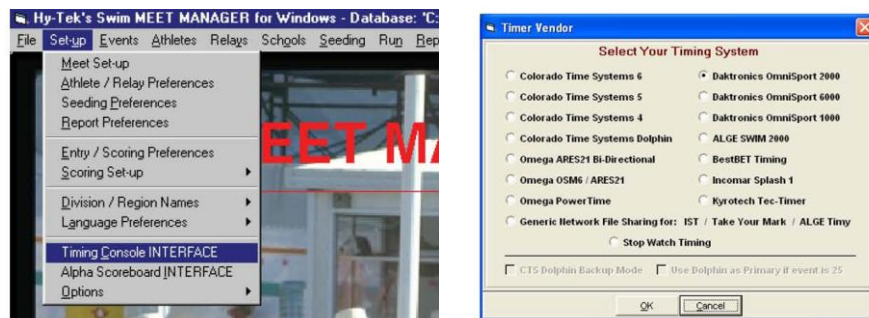 Hy-Tek's Swim MEET MANAGER for Windows - Database: 'C:
File Set-up Events Athletes Relays Schools Seeding Run Rep
Meet Set-up
Athlete / Relay Preferences
Seeding Preferences
Report Preferences
Entry / Scoring Preferences
Scoring Set-up
Division / Region Names
Language Preferences
Timing Console INTERFACE
Alpha Scoreboard INTERFACE
Options
EET MA
Timer Vendor
Select Your Timing System
Colorado Time Systems 6
Daktronics OmniSport 2000
Colorado Time Systems 5
Daktronics OmniSport 6000
Colorado Time Systems 4
Daktronics OmniSport 1000
Colorado Time Systems Dolphin
ALGE SWIM 2000
Omega ARES21 Bi-Directional
BestBET Timing
Omega OSM6 / ARES21
Incomar Splash 1
Omega PowerTime
Kyrotech Tec-Timer
Generic Network File Sharing for: IST / Take Your Mark / ALGE Timy
Stop Watch Timing
CTS Dolphin Backup Mode Use Dolphin as Primary if event is 25
OK Cancel